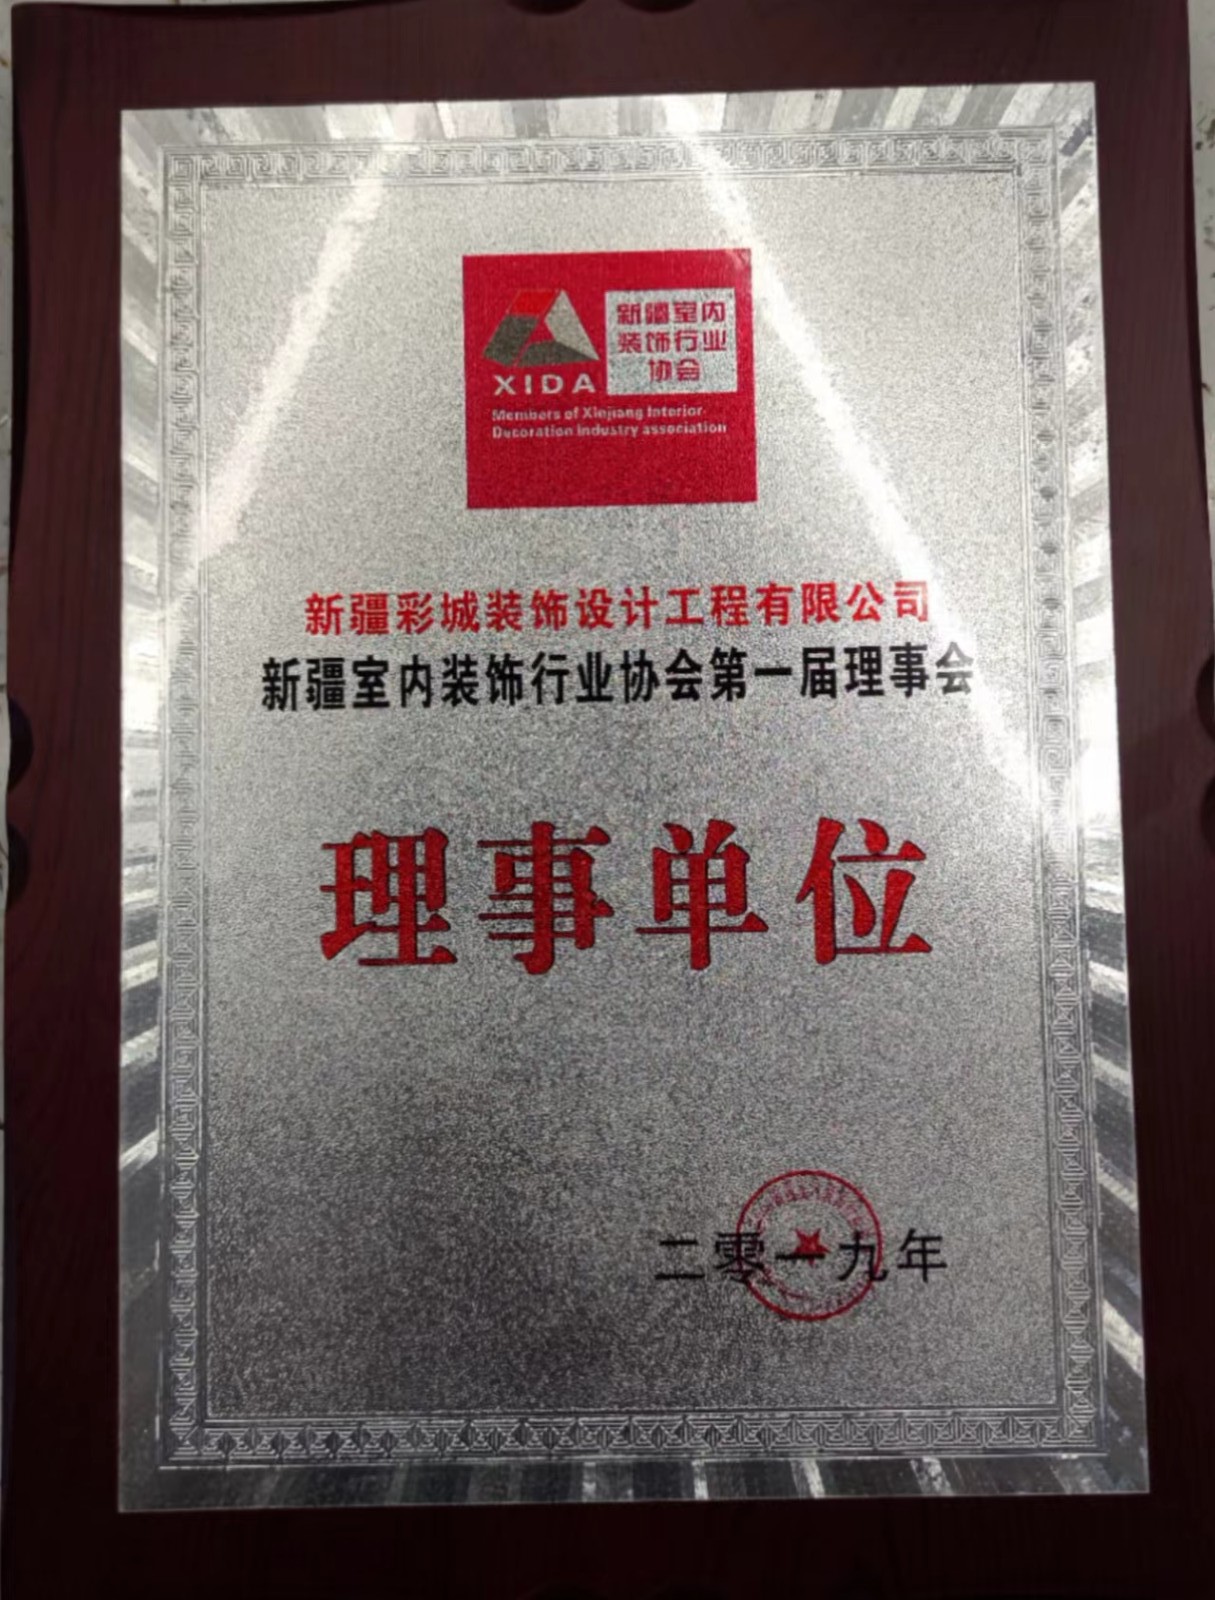 新疆室内
装饰行业
协会
XIDA
Members of Xinjiang Interior
Decoration Industry association
新疆彩城装饰设计工程有限公司
新疆室内装饰行业协会第一届理事会
理事单位
二零一九年